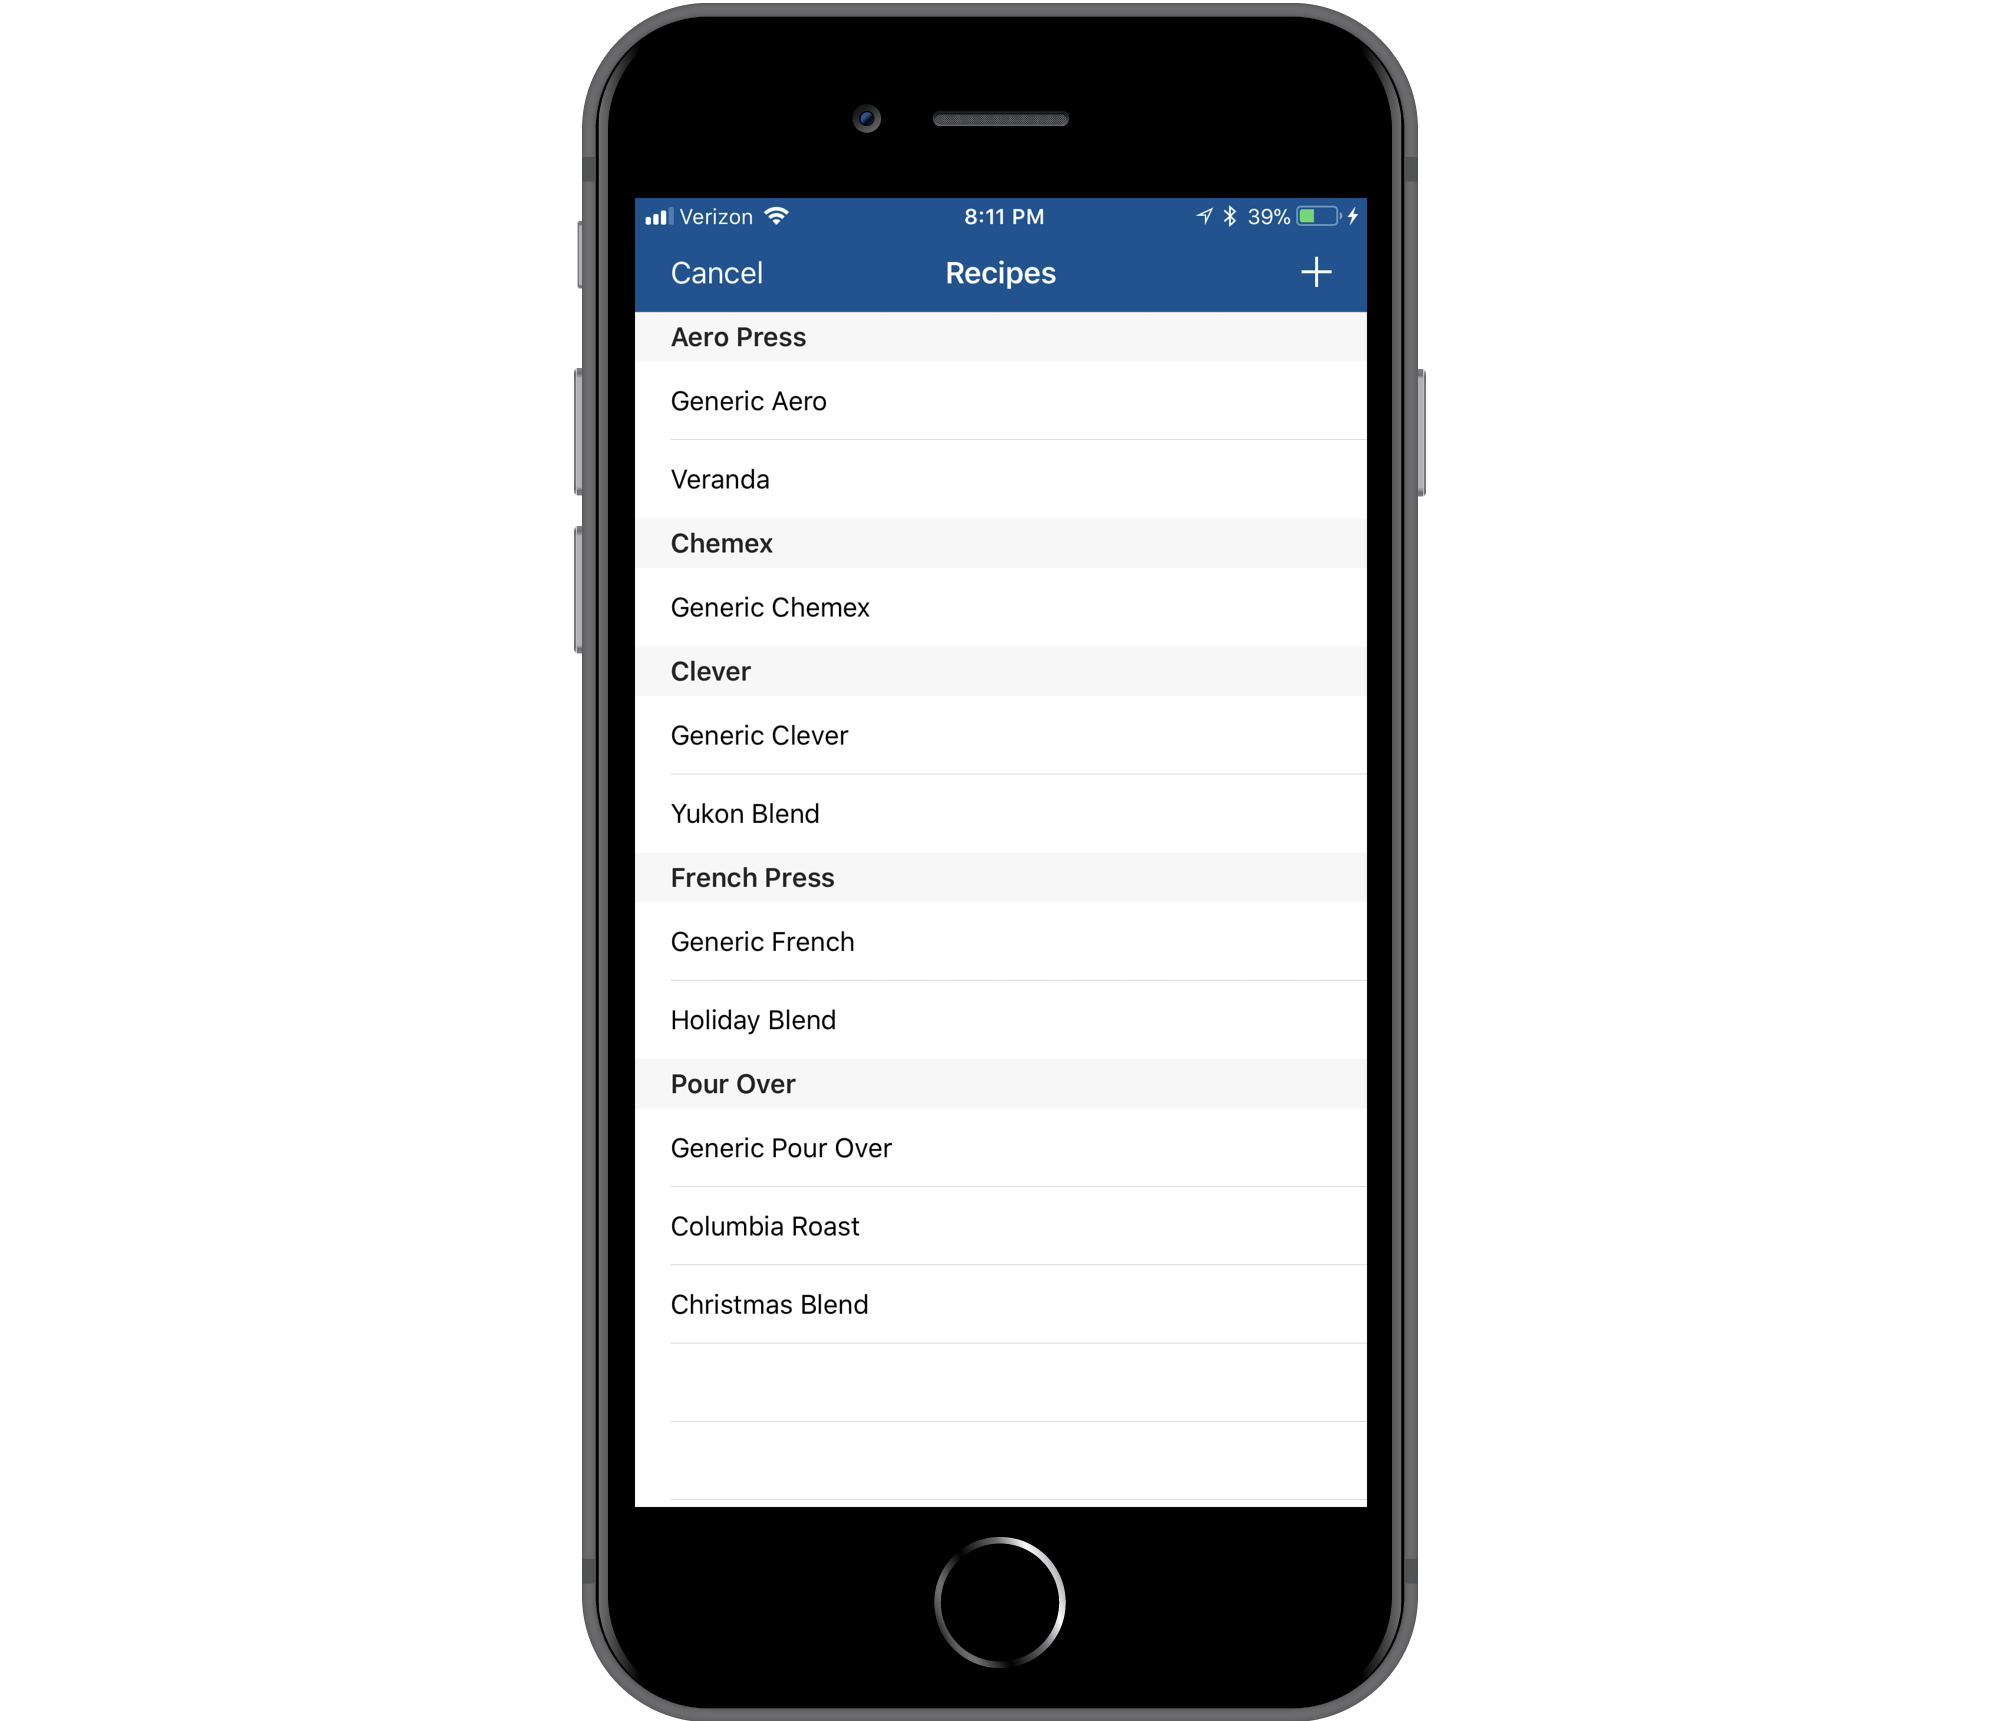 Verizon 8:11 PM 39%
Cancel Recipes +
Aero Press
Generic Aero
Veranda
Chemex
Generic Chemex
Clever
Generic Clever
Yukon Blend
French Press
Generic French
Holiday Blend
Pour Over
Generic Pour Over
Columbia Roast
Christmas Blend